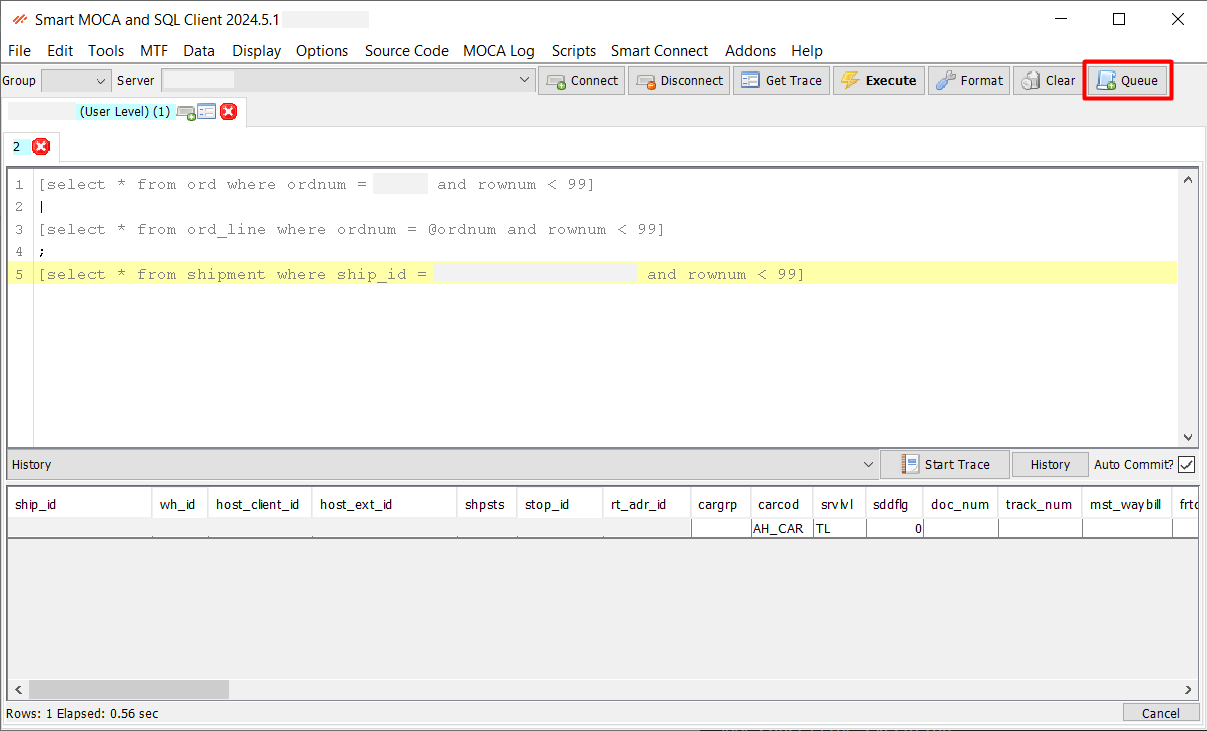 Smart MOCA and SQL Client 2024.5.1
File Edit Tools MTF Data Display Options Source Code MOCA Log Scripts Smart Connect Addons Help
Group Server Connect Disconnect Get Trace Execute Format Clear Queue
(User Level) (1)
2
1 [select * from ord where ordnum = and rownum < 99]
2 |
3 [select * from ord_line where ordnum = @ordnum and rownum < 99]
4 ;
5 [select * from shipment where ship_id = and rownum < 99]
History Start Trace History Auto Commit?
ship_id wh_id host_client_id host_ext_id shpsts stop_id rt_adr_id cargrp carcod srvlvl sddflg doc_num track_num mst_waybill frtc
AH_CAR TL 0
Rows: 1 Elapsed: 0.56 sec Cancel